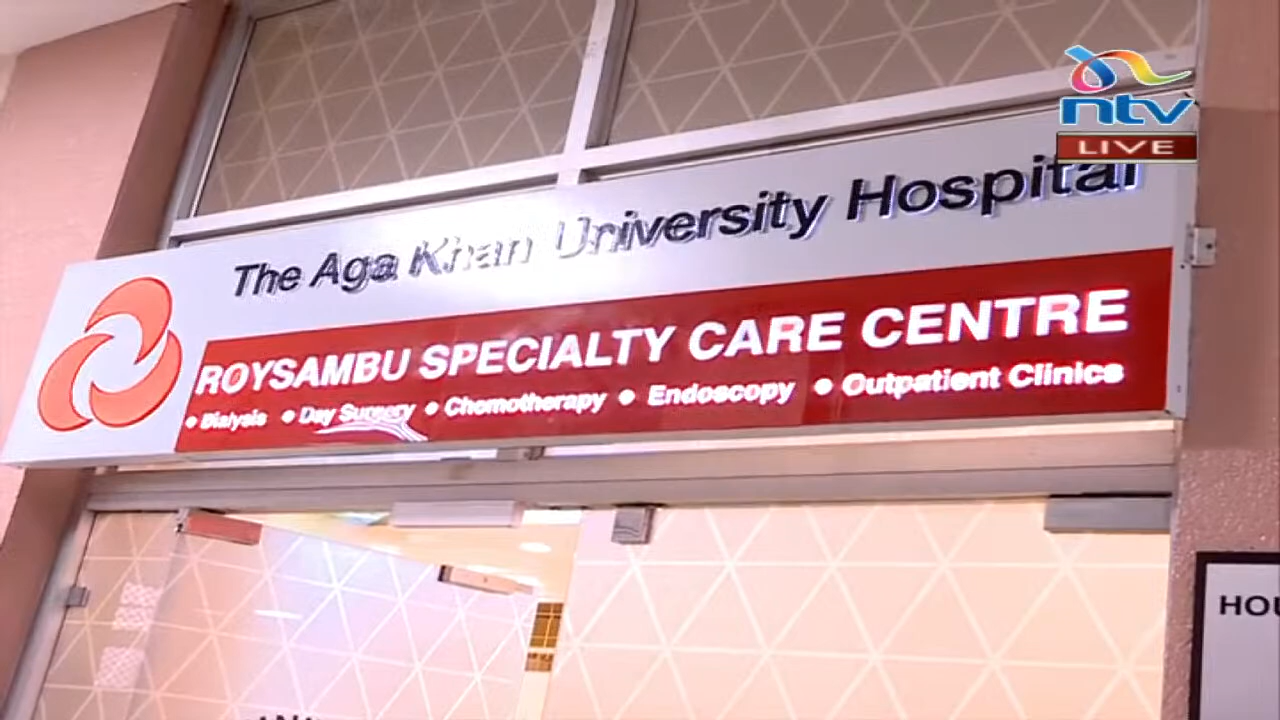 ntv
LIVE
The Aga Khan University Hospital
ROYSAMBU SPECIALTY CARE CENTRE
• Dialysis • Day Surgery • Chemotherapy • Endoscopy • Outpatient Clinics
HOU